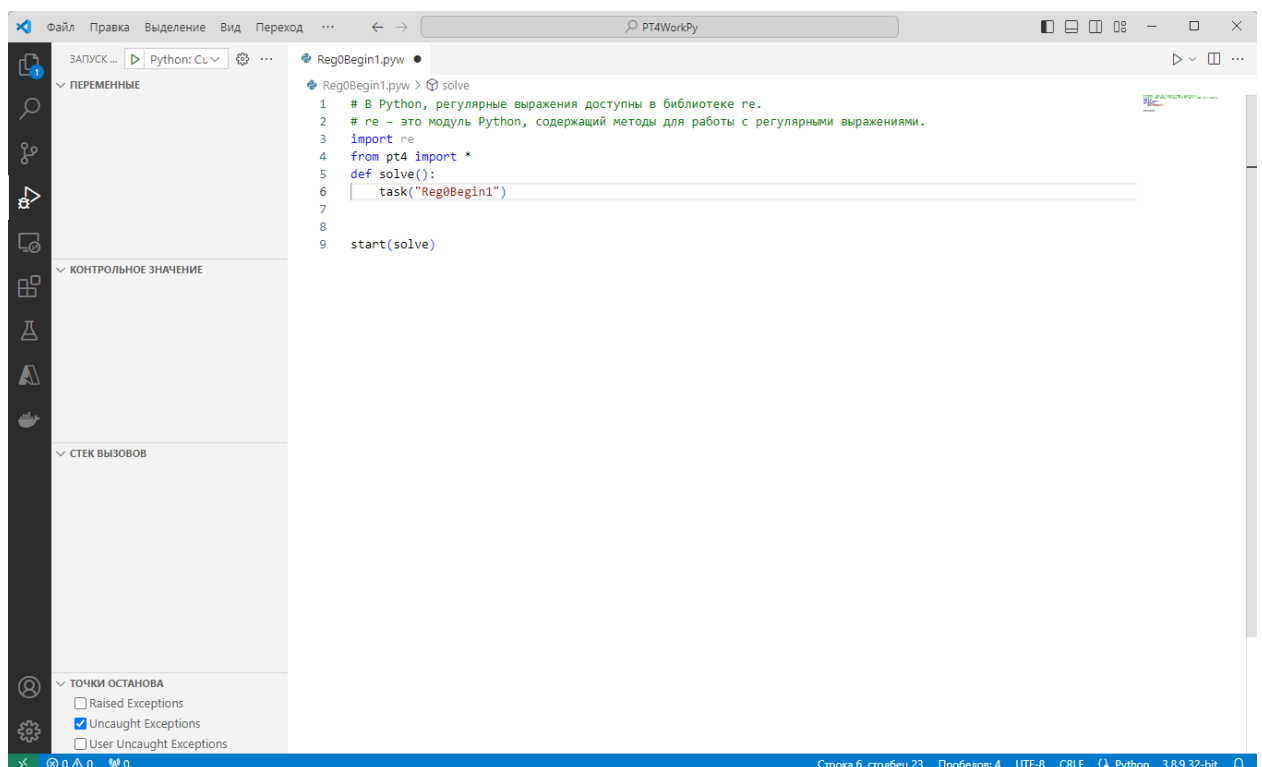 Файл Правка Выделение Вид Переход ··· PT4WorkPy
ЗАПУСК ... Python: Cu
ПЕРЕМЕННЫЕ
КОНТРОЛЬНОЕ ЗНАЧЕНИЕ
СТЕК ВЫЗОВОВ
ТОЧКИ ОСТАНОВА
Raised Exceptions
Uncaught Exceptions
User Uncaught Exceptions
1
Reg0Begin1.pyw
Reg0Begin1.pyw > solve
1 # В Python, регулярные выражения доступны в библиотеке re.
2 # re – это модуль Python, содержащий методы для работы с регулярными выражениями.
3 import re
4 from pt4 import *
5 def solve():
6 task("Reg0Begin1")
7
8
9 start(solve)
0 0 0 Строка 6, столбец 23 Пробелов: 4 UTF-8 CRLF Python 3.8.9 32-bit